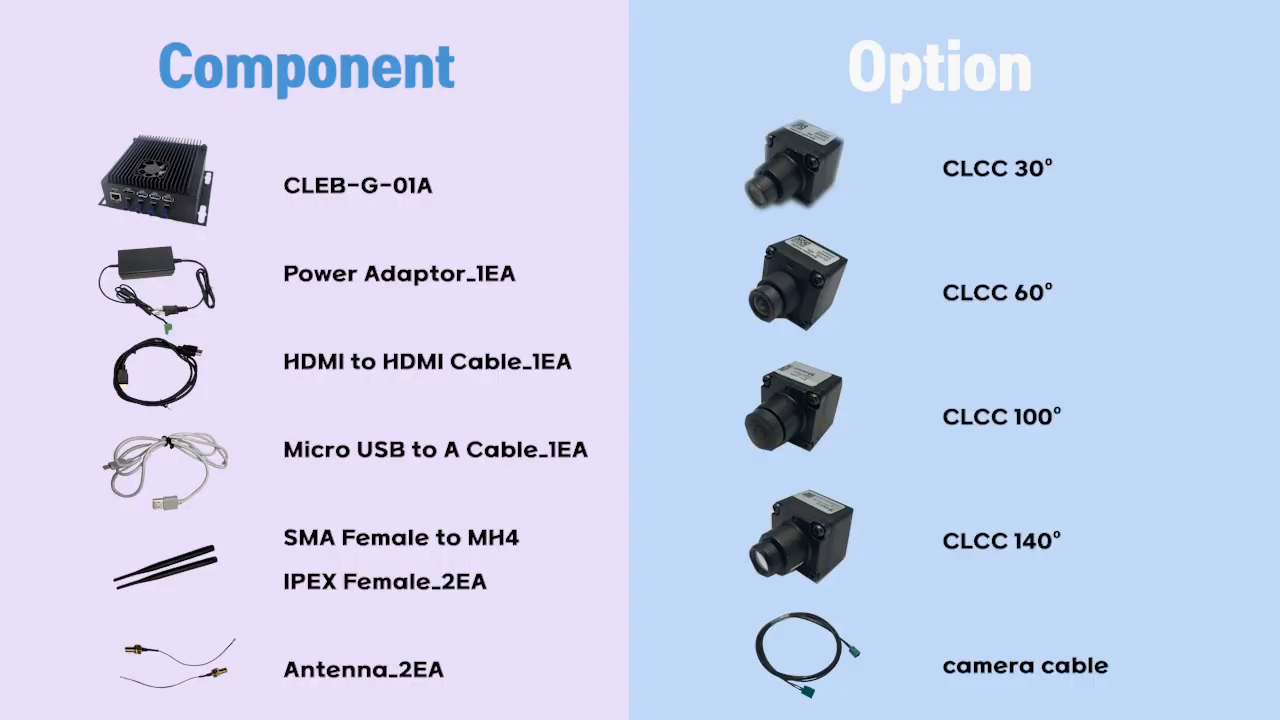 Component
CLEB-G-01A
Power Adaptor_1EA
HDMI to HDMI Cable_1EA
Micro USB to A Cable_1EA
SMA Female to MH4
IPEX Female_2EA
Antenna_2EA
Option
CLCC 30°
CLCC 60°
CLCC 100°
CLCC 140°
camera cable